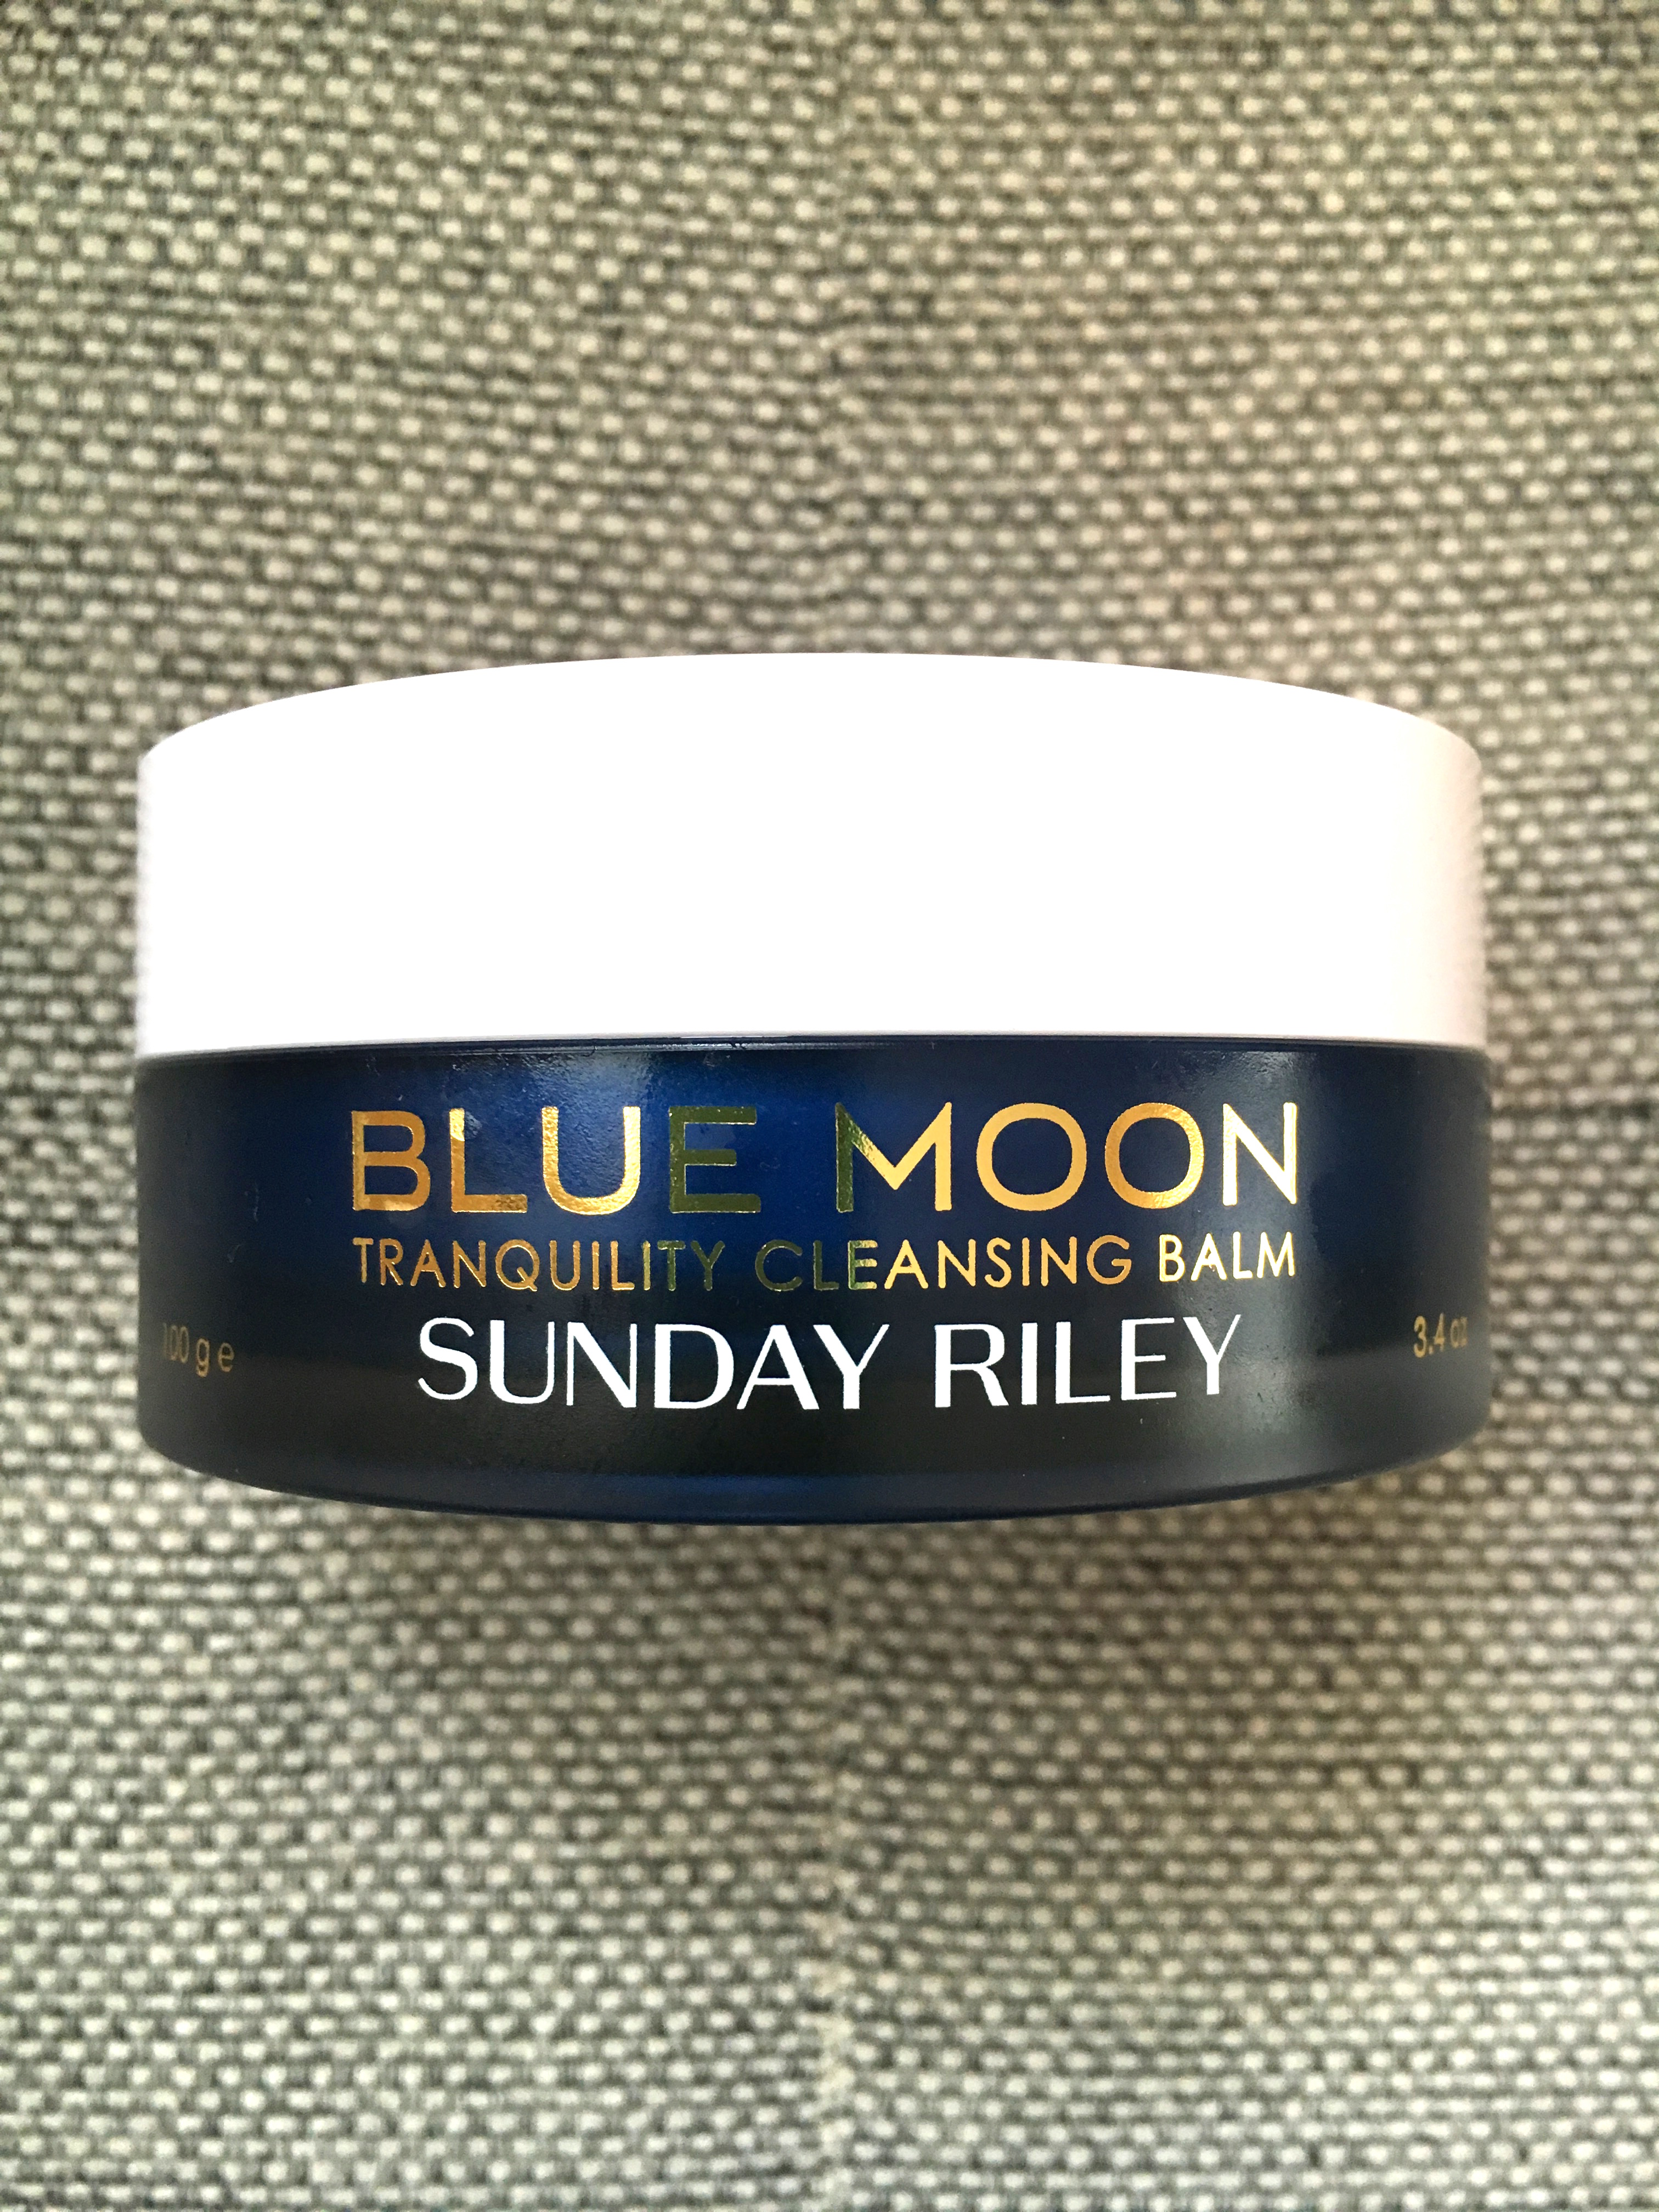 BLUE MOON
TRANQUILITY CLEANSING BALM
SUNDAY RILEY
100 g e
3.4 oz